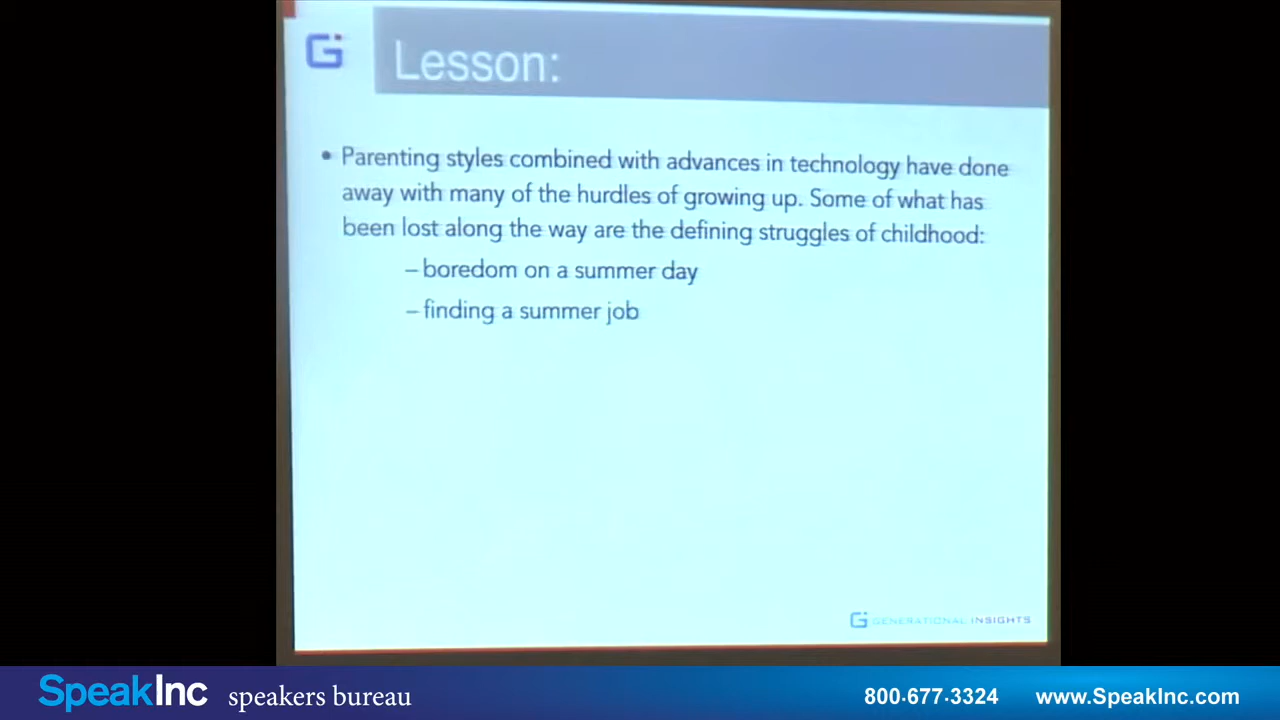 Lesson:
• Parenting styles combined with advances in technology have done
away with many of the hurdles of growing up. Some of what has
been lost along the way are the defining struggles of childhood:
– boredom on a summer day
– finding a summer job
GENERATIONAL INSIGHTS
SpeakInc speakers bureau
800·677·3324
www.SpeakInc.com